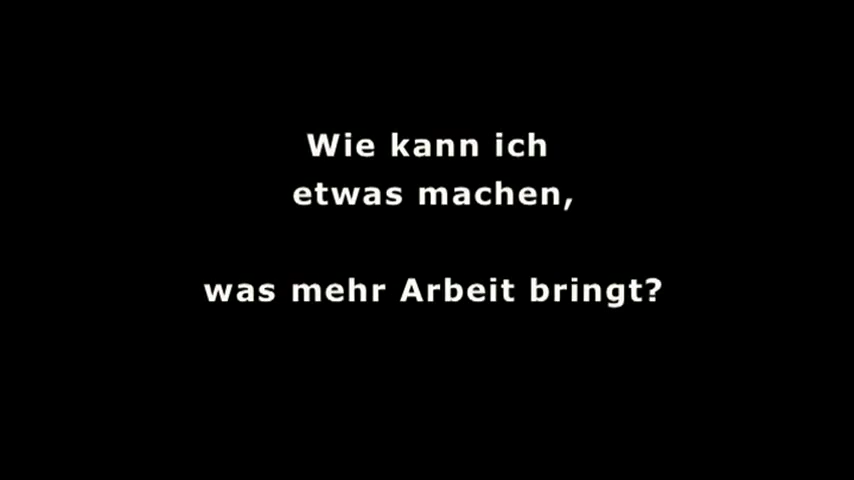 Wie kann ich
etwas machen,
was mehr Arbeit bringt?